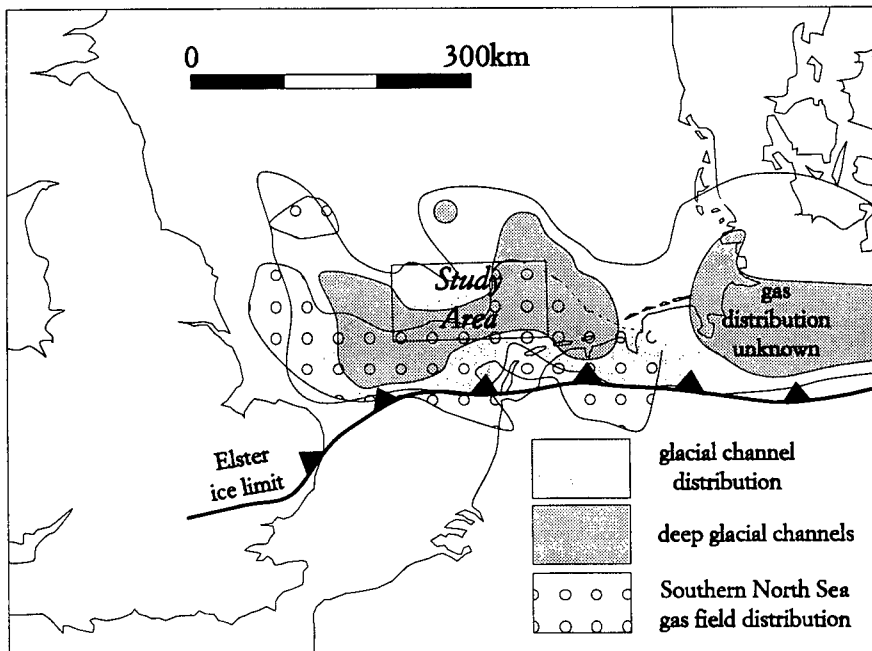 0 300km
Study
Area
gas
distribution
unknown
Elster
ice limit
glacial channel
distribution
deep glacial channels
Southern North Sea
gas field distribution